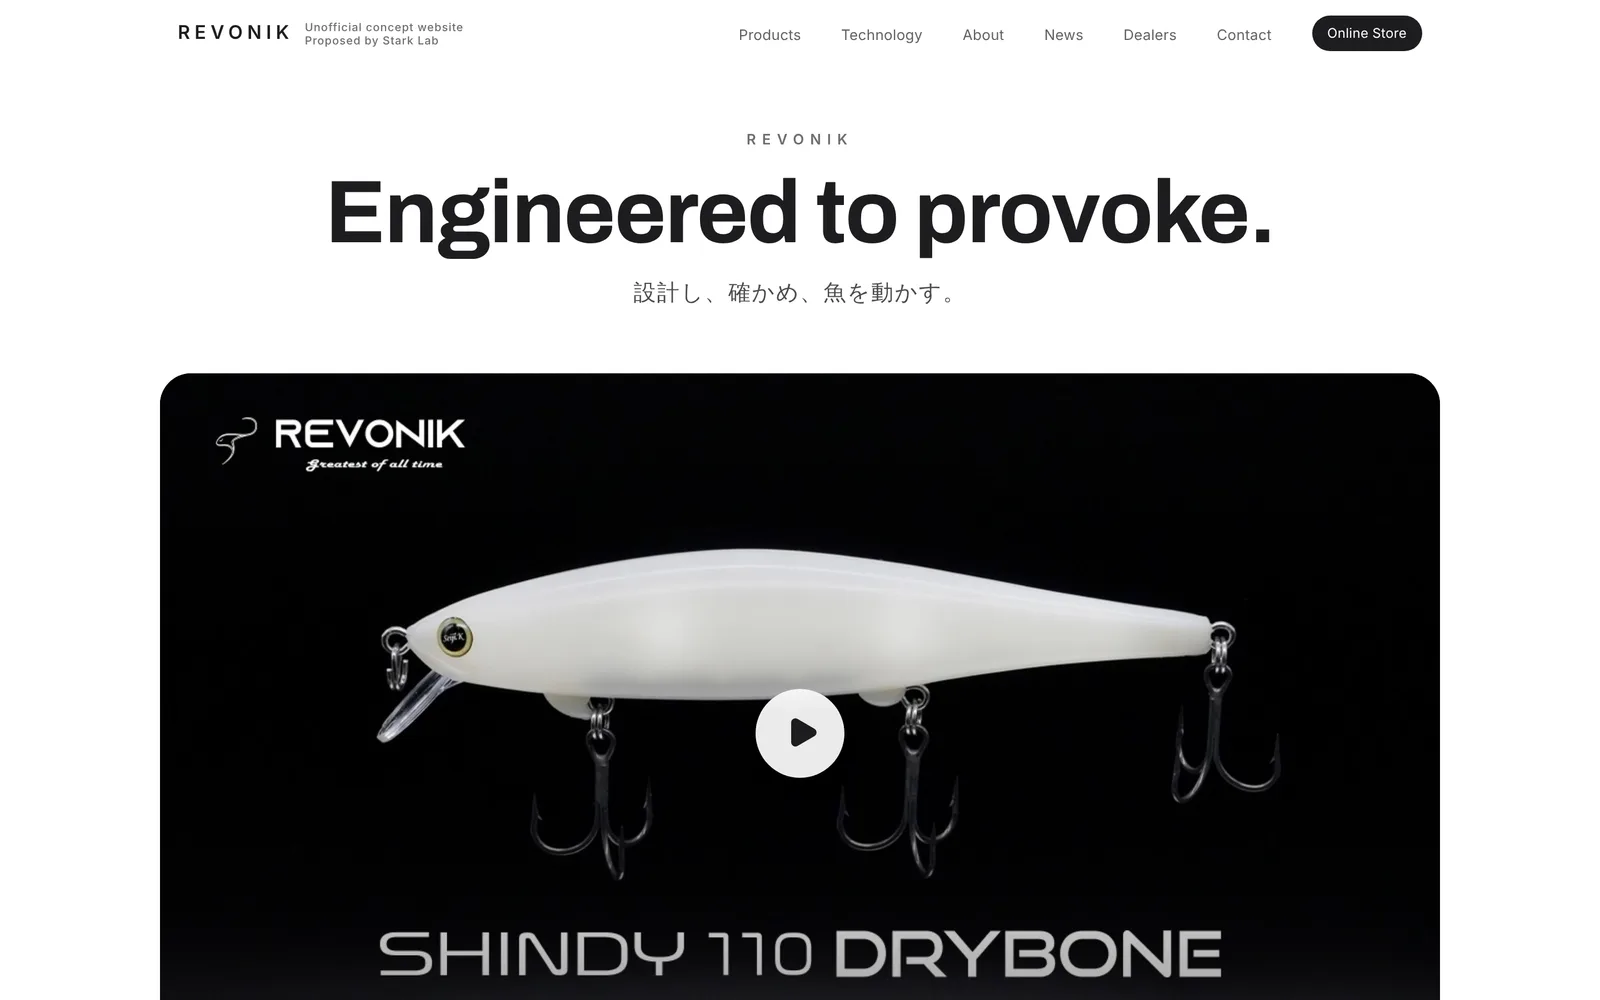 REVONIK
Unofficial concept website
Proposed by Stark Lab
Products
Technology
About
News
Dealers
Contact
Online Store
REVONIK
Engineered to provoke.
設計し、確かめ、魚を動かす。
REVONIK
Greatest of all time
Seiji K
SHINDY 110 DRYBONE